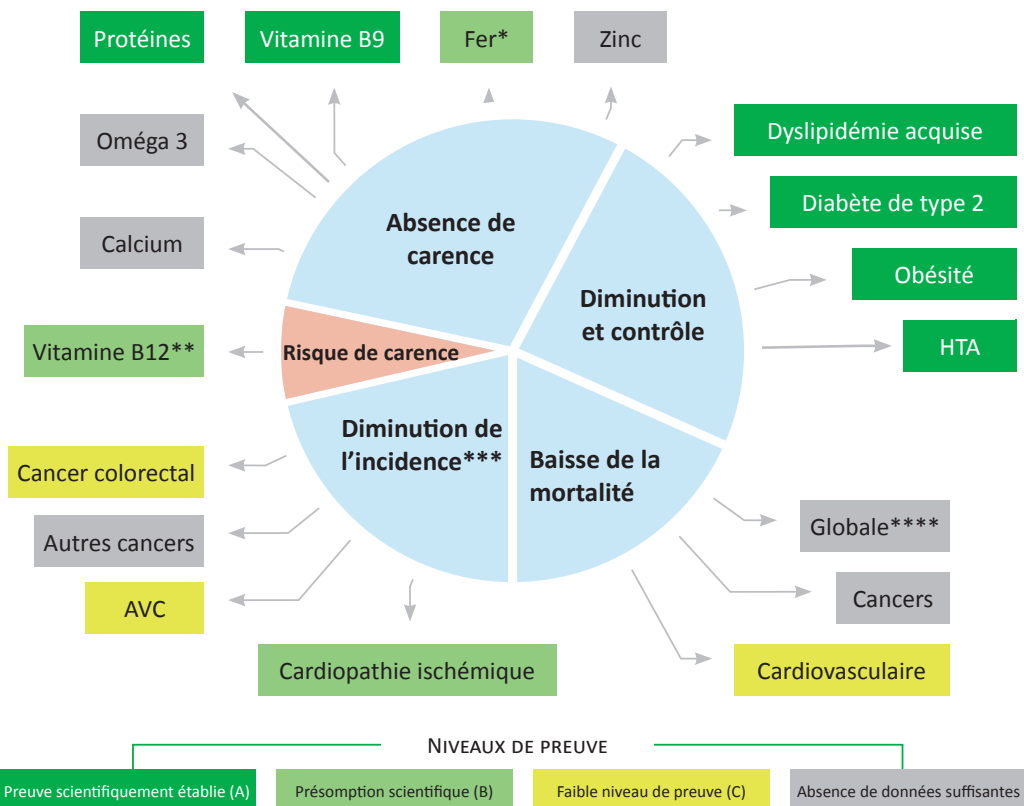 Protéines
Vitamine B9
Fer*
Zinc
Oméga 3
Dyslipidémie acquise
Calcium
Absence de
carence
Diabète de type 2
Obésité
Diminution
et contrôle
Vitamine B12**
Risque de carence
HTA
Diminution de
l’incidence***
Baisse de la
mortalité
Cancer colorectal
Autres cancers
AVC
Cardiopathie ischémique
Globale****
Cancers
Cardiovasculaire
NIVEAUX DE PREUVE
Preuve scientifiquement établie (A)
Présomption scientifique (B)
Faible niveau de preuve (C)
Absence de données suffisantes